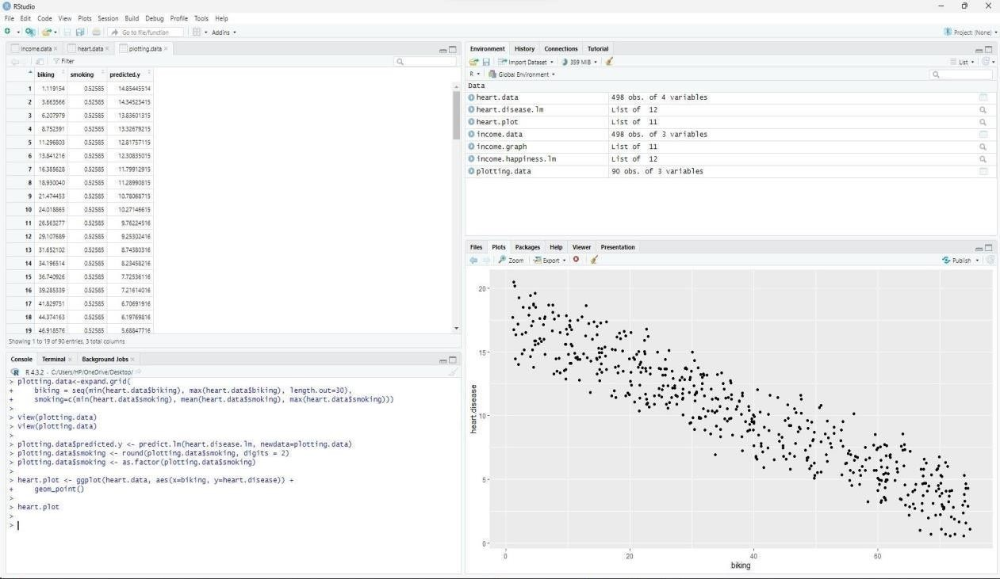 RStudio
File Edit Code View Plots Session Build Debug Profile Tools Help
Go to file/function Addins Project: (None)
income.data heart.data plotting.data
Filter
biking smoking predicted.y
1 1.119154 0.52585 14.85445514
2 3.663566 0.52585 14.34523415
3 6.207979 0.52585 13.83601315
4 8.752391 0.52585 13.32679215
5 11.296803 0.52585 12.81757115
6 13.841216 0.52585 12.30835015
7 16.385628 0.52585 11.79912915
8 18.930040 0.52585 11.28990815
9 21.474453 0.52585 10.78068715
10 24.018865 0.52585 10.27146615
11 26.563277 0.52585 9.76224516
12 29.107689 0.52585 9.25302416
13 31.652102 0.52585 8.74380316
14 34.196514 0.52585 8.23458216
15 36.740926 0.52585 7.72536116
16 39.285339 0.52585 7.21614016
17 41.829751 0.52585 6.70691916
18 44.374163 0.52585 6.19769816
19 46.918576 0.52585 5.68847716
Showing 1 to 19 of 90 entries, 3 total columns
Console Terminal Background Jobs
R 4.3.2 · C:/Users/HP/OneDrive/Desktop/
> plotting.data<-expand.grid(
+ biking = seq(min(heart.data$biking), max(heart.data$biking), length.out=30),
+ smoking=c(min(heart.data$smoking), mean(heart.data$smoking), max(heart.data$smoking)))
>
> View(plotting.data)
> View(plotting.data)
>
> plotting.data$predicted.y <- predict.lm(heart.disease.lm, newdata=plotting.data)
> plotting.data$smoking <- round(plotting.data$smoking, digits = 2)
> plotting.data$smoking <- as.factor(plotting.data$smoking)
>
> heart.plot <- ggplot(heart.data, aes(x=biking, y=heart.disease)) +
+ geom_point()
>
> heart.plot
>
>
Environment History Connections Tutorial
Import Dataset 359 MiB List
R Global Environment
Data
heart.data 498 obs. of 4 variables
heart.disease.lm List of 12
heart.plot List of 11
income.data 498 obs. of 3 variables
income.graph List of 11
income.happiness.lm List of 12
plotting.data 90 obs. of 3 variables
Files Plots Packages Help Viewer Presentation
Zoom Export Publish
20
15
10
5
0
heart.disease
0 20 40 60
biking